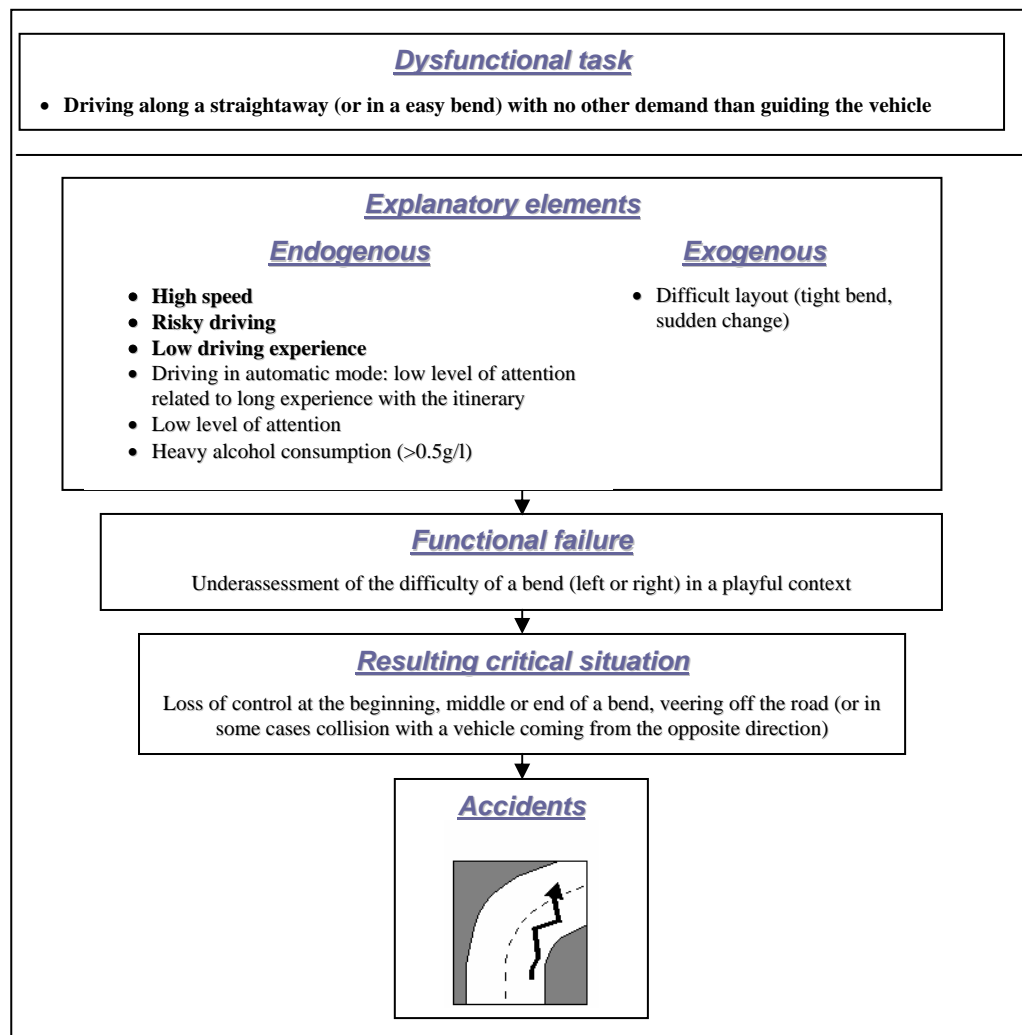 Dysfunctional task
• Driving along a straightaway (or in a easy bend) with no other demand than guiding the vehicle
Explanatory elements
Endogenous
• High speed
• Risky driving
• Low driving experience
• Driving in automatic mode: low level of attention
related to long experience with the itinerary
• Low level of attention
• Heavy alcohol consumption (>0.5g/l)
Exogenous
• Difficult layout (tight bend,
sudden change)
Functional failure
Underassessment of the difficulty of a bend (left or right) in a playful context
Resulting critical situation
Loss of control at the beginning, middle or end of a bend, veering off the road (or in
some cases collision with a vehicle coming from the opposite direction)
Accidents